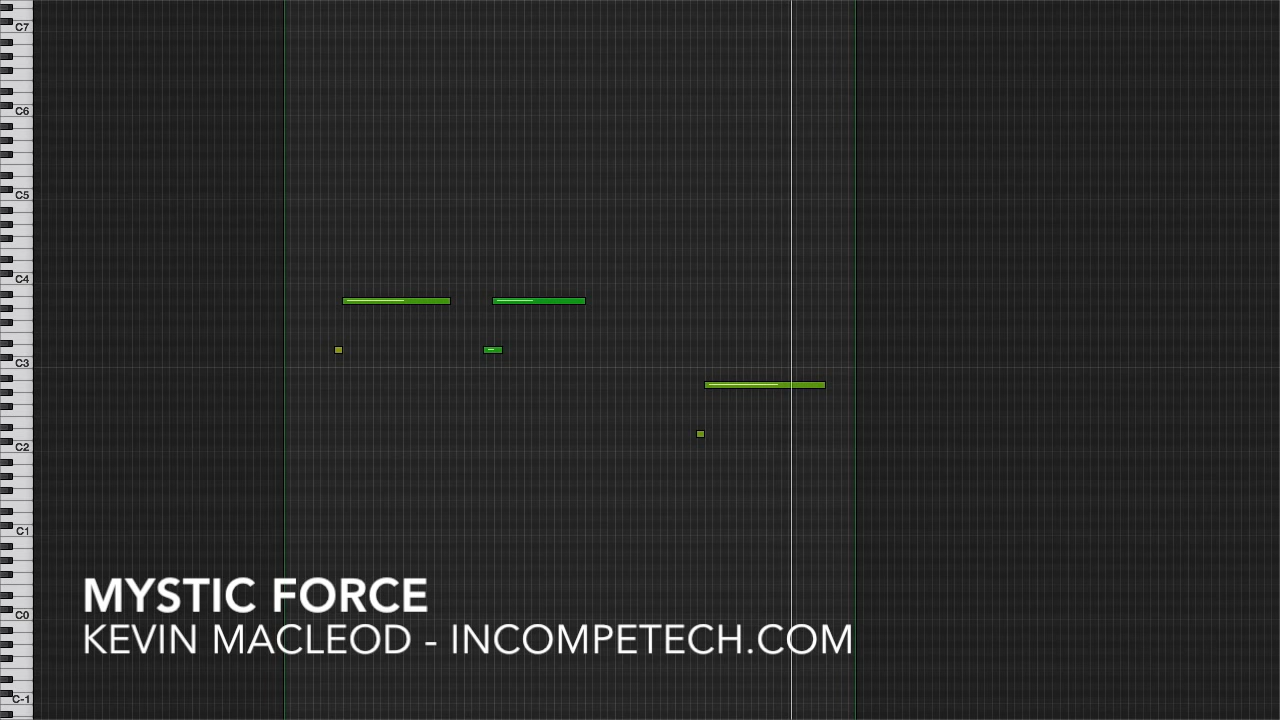 C7
C6
C5
C4
C3
C2
C1
C0
C-1
MYSTIC FORCE
KEVIN MACLEOD - INCOMPETECH.COM